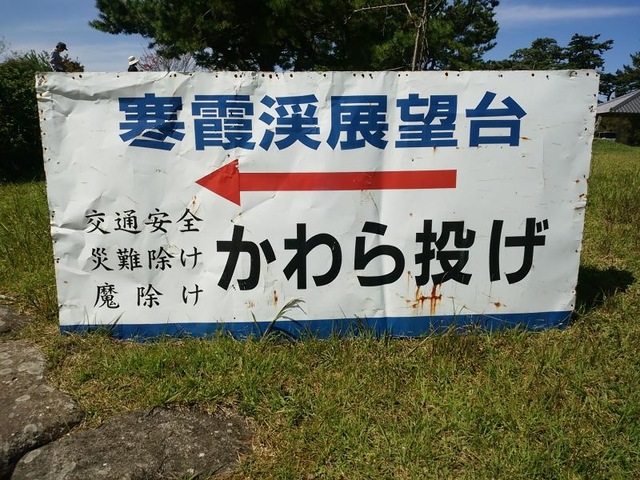 寒霞渓展望台
交通安全
災難除け
魔除け
かわら投げ